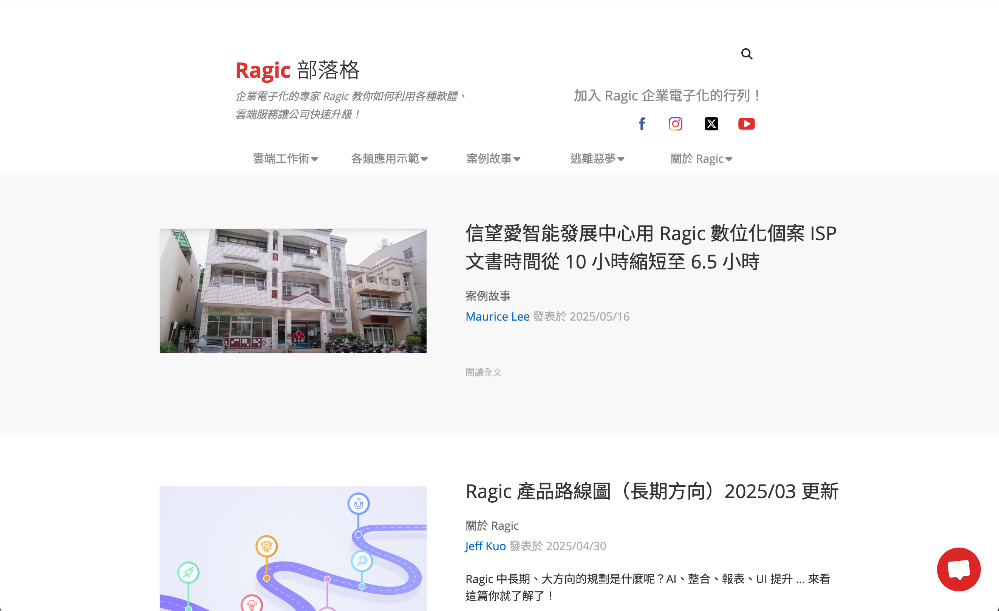 Ragic 部落格
企業電子化的專家 Ragic 教你如何利用各種軟體、
雲端服務讓公司快速升級！
加入 Ragic 企業電子化的行列！
雲端工作術 各類應用示範 案例故事 逃離惡夢 關於 Ragic
信望愛智能發展中心用 Ragic 數位化個案 ISP
文書時間從 10 小時縮短至 6.5 小時
案例故事
Maurice Lee 發表於 2025/05/16
閱讀全文
Ragic 產品路線圖（長期方向）2025/03 更新
關於 Ragic
Jeff Kuo 發表於 2025/04/30
Ragic 中長期、大方向的規劃是什麼呢？AI、整合、報表、UI 提升 ... 來看
這篇你就了解了！